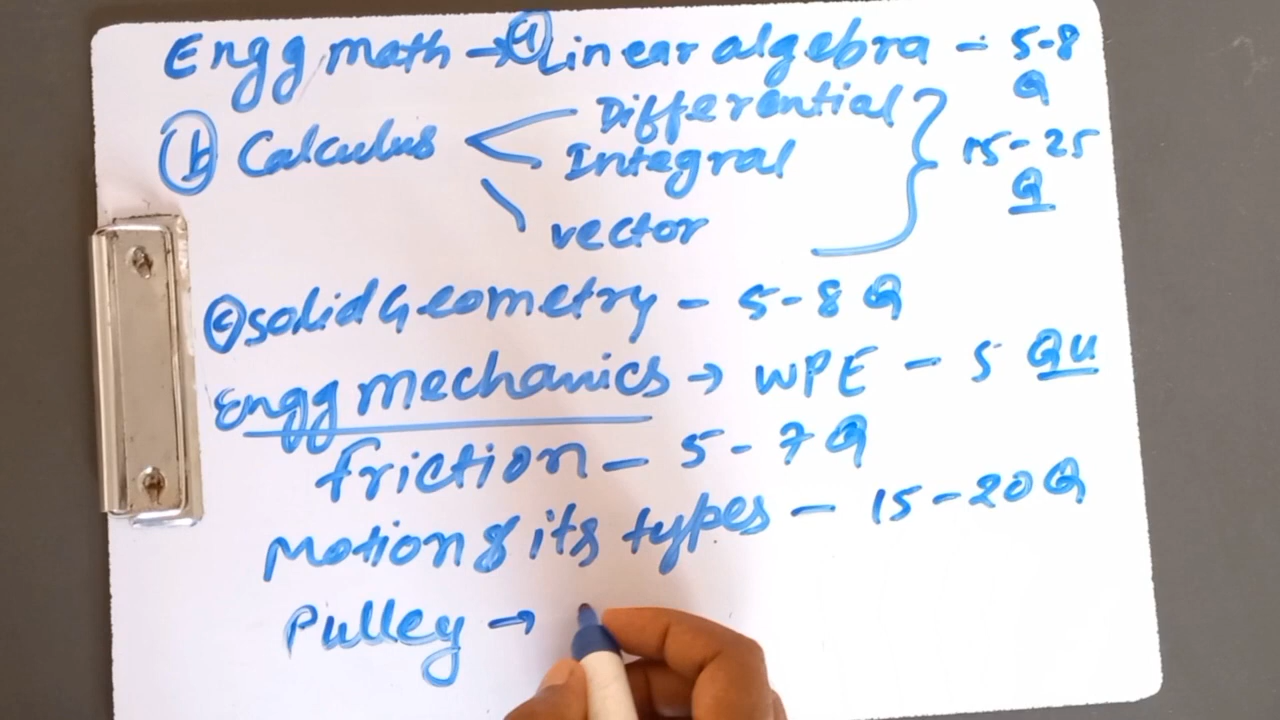 Engg math → ⓐ Linear algebra - 5-8 Q
ⓑ Calculus Differential
Integral 15-25 Q
vector
ⓒ solid Geometry - 5-8 Q
Engg mechanics → WPE - 5 Qu
friction - 5-7 Q
Motion & its types - 15-20 Q
Pulley →